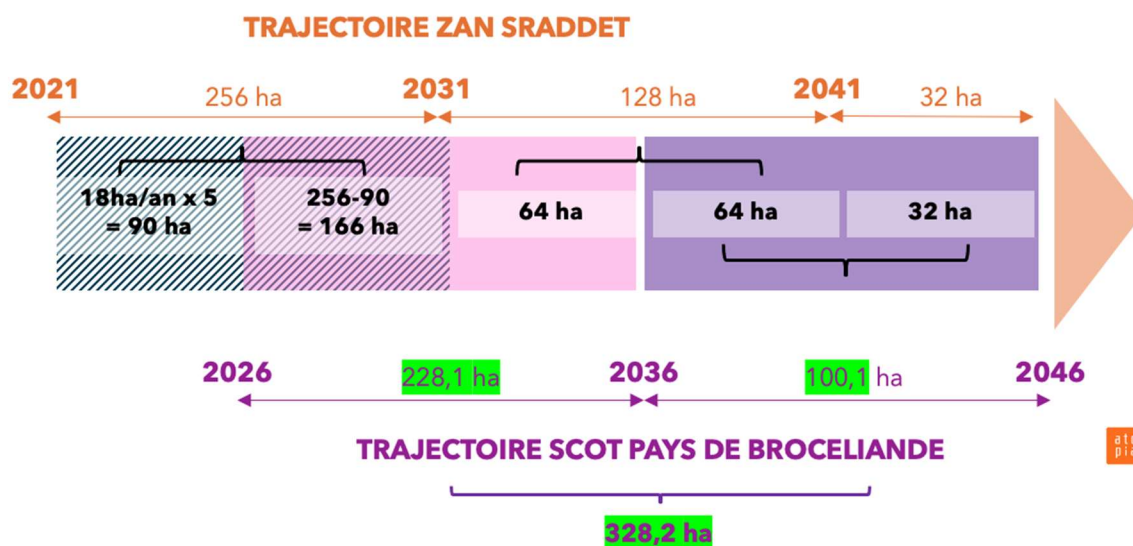 TRAJECTOIRE ZAN SRADDET
2021 256 ha 2031 128 ha 2041 32 ha
18ha/an x 5
= 90 ha
256-90
= 166 ha
64 ha
64 ha
32 ha
2026 228,1 ha 2036 100,1 ha 2046
TRAJECTOIRE SCOT PAYS DE BROCELIANDE
328,2 ha